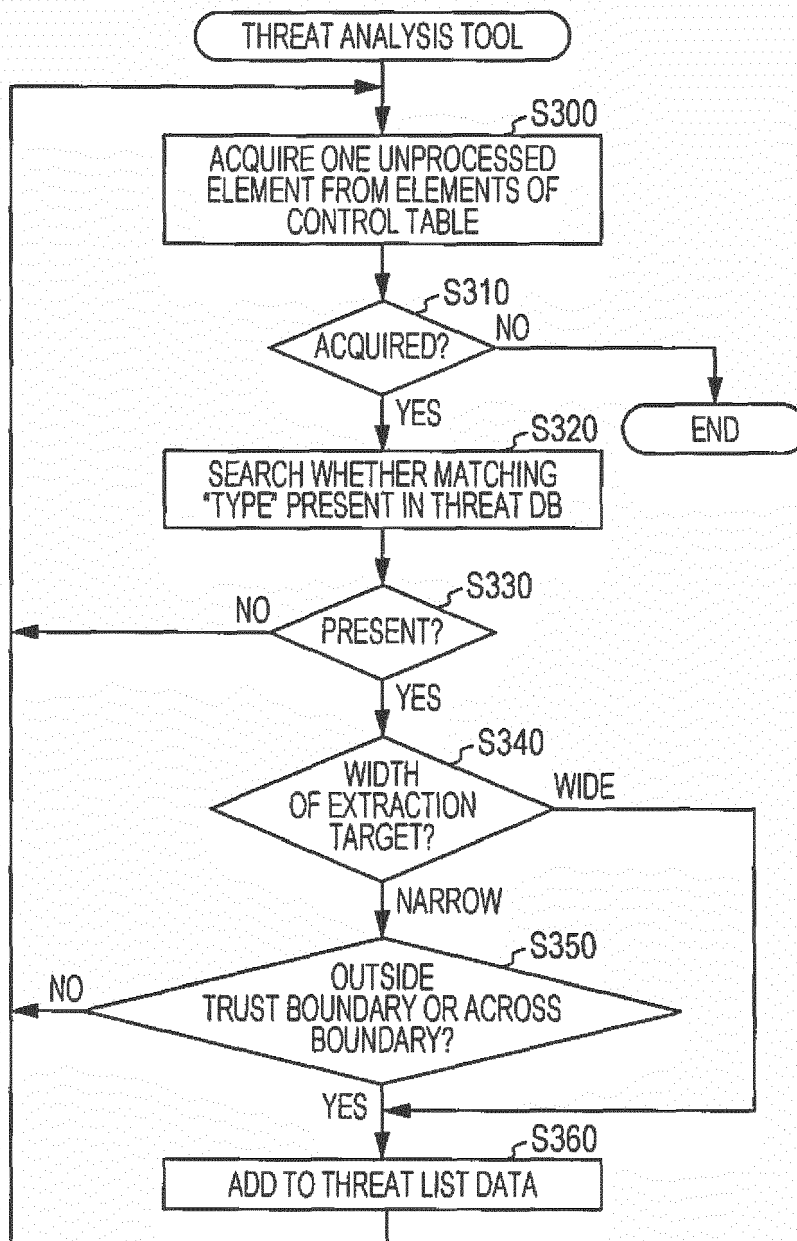 THREAT ANALYSIS TOOL
S300
ACQUIRE ONE UNPROCESSED
ELEMENT FROM ELEMENTS OF
CONTROL TABLE
S310
ACQUIRED?
NO
YES
END
S320
SEARCH WHETHER MATCHING
"TYPE" PRESENT IN THREAT DB
S330
NO
PRESENT?
YES
S340
WIDTH
OF EXTRACTION
TARGET?
WIDE
NARROW
S350
NO
OUTSIDE
TRUST BOUNDARY OR ACROSS
BOUNDARY?
YES
S360
ADD TO THREAT LIST DATA